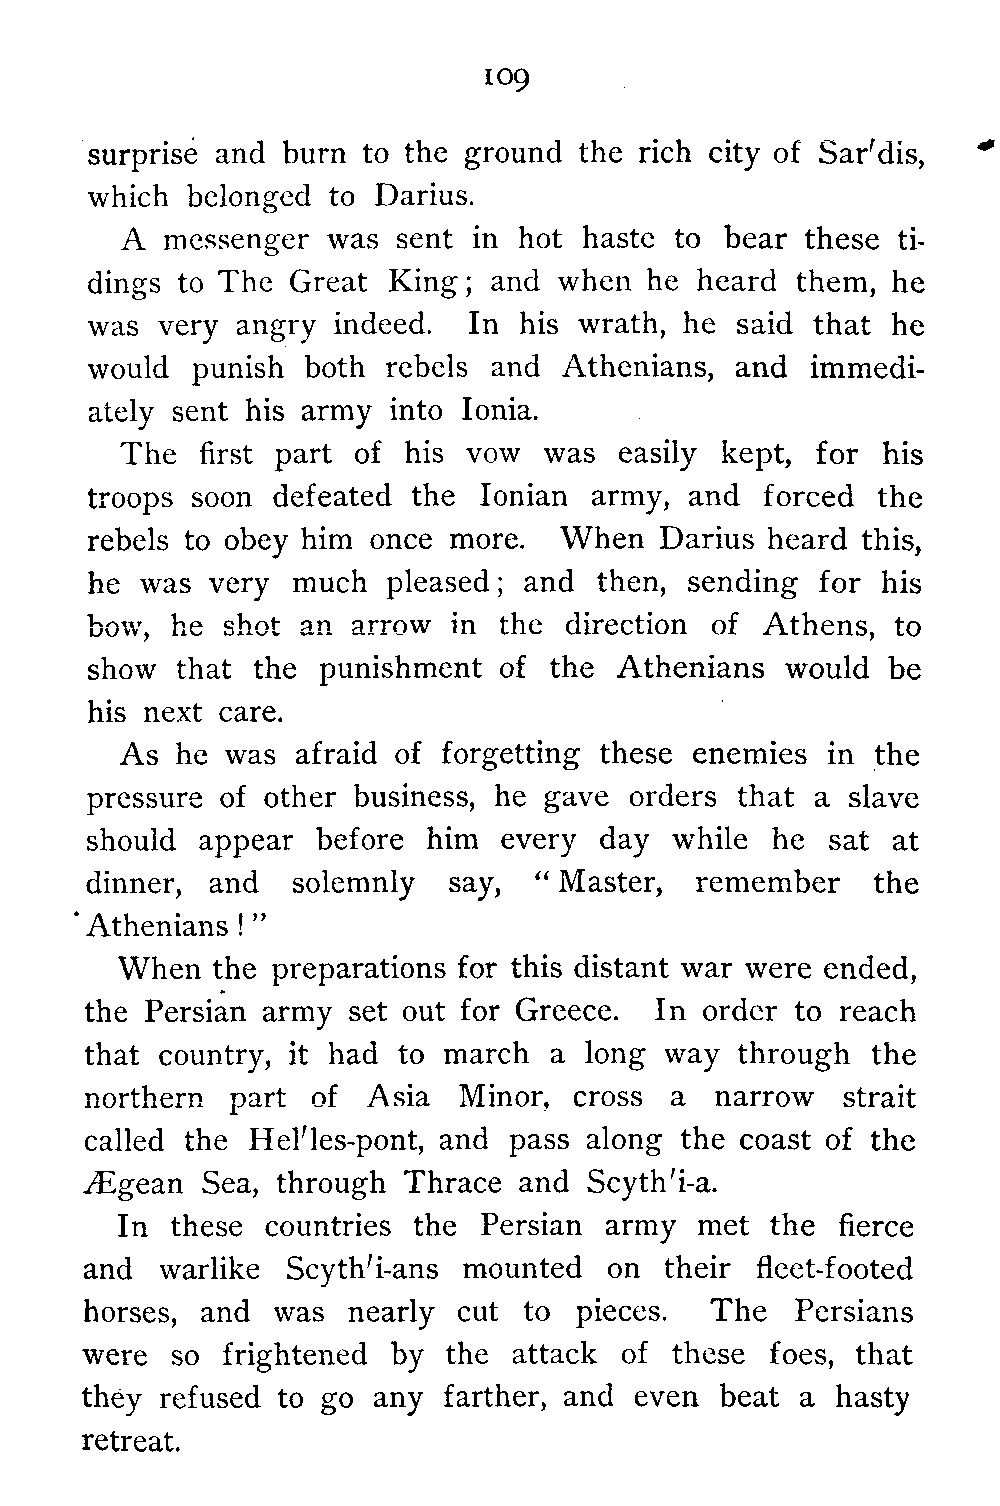 109
surprise and burn to the ground the rich city of Sar′dis,
which belonged to Darius.
A messenger was sent in hot haste to bear these ti-
dings to The Great King; and when he heard them, he
was very angry indeed. In his wrath, he said that he
would punish both rebels and Athenians, and immedi-
ately sent his army into Ionia.
The first part of his vow was easily kept, for his
troops soon defeated the Ionian army, and forced the
rebels to obey him once more. When Darius heard this,
he was very much pleased; and then, sending for his
bow, he shot an arrow in the direction of Athens, to
show that the punishment of the Athenians would be
his next care.
As he was afraid of forgetting these enemies in the
pressure of other business, he gave orders that a slave
should appear before him every day while he sat at
dinner, and solemnly say, “Master, remember the
Athenians!”
When the preparations for this distant war were ended,
the Persian army set out for Greece. In order to reach
that country, it had to march a long way through the
northern part of Asia Minor, cross a narrow strait
called the Hel′les-pont, and pass along the coast of the
Ægean Sea, through Thrace and Scyth′i-a.
In these countries the Persian army met the fierce
and warlike Scyth′i-ans mounted on their fleet-footed
horses, and was nearly cut to pieces. The Persians
were so frightened by the attack of these foes, that
they refused to go any farther, and even beat a hasty
retreat.